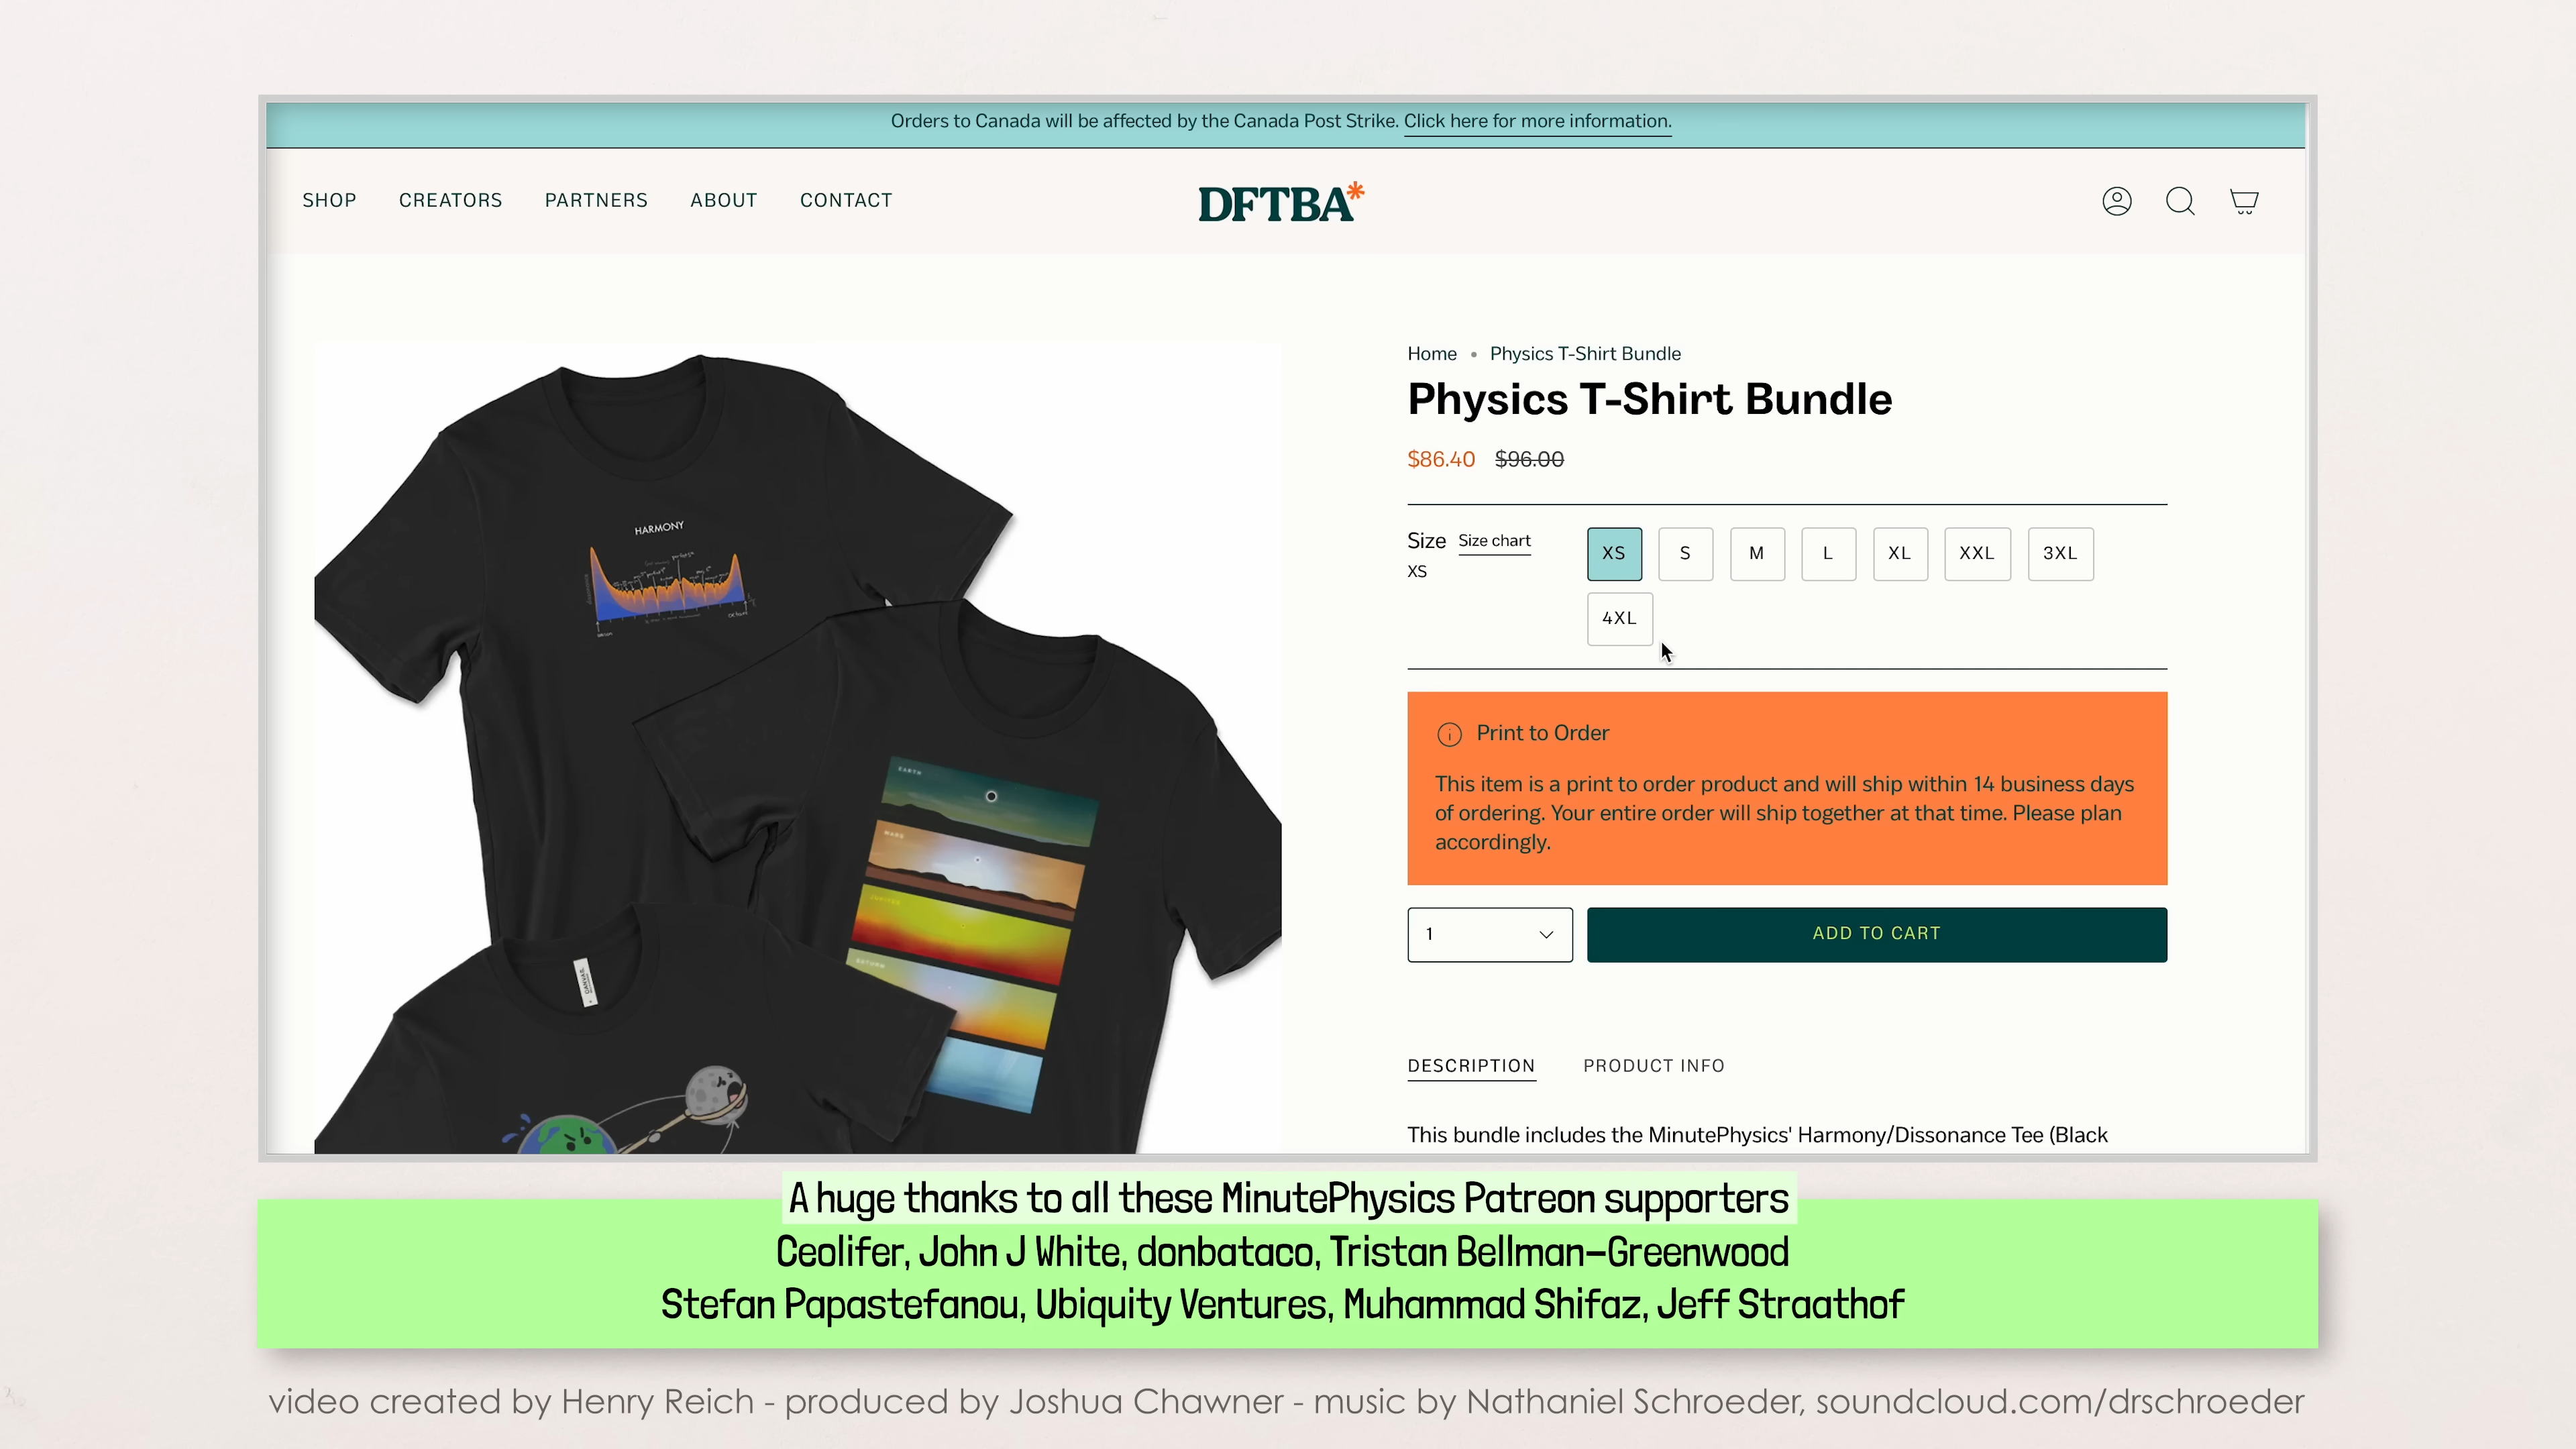 Orders to Canada will be affected by the Canada Post Strike. Click here for more information.
SHOP CREATORS PARTNERS ABOUT CONTACT
DFTBA*
Home • Physics T-Shirt Bundle
Physics T-Shirt Bundle
$86.40 $96.00
Size Size chart
XS
XS S M L XL XXL 3XL
4XL
Print to Order
This item is a print to order product and will ship within 14 business days
of ordering. Your entire order will ship together at that time. Please plan
accordingly.
1
ADD TO CART
DESCRIPTION PRODUCT INFO
This bundle includes the MinutePhysics' Harmony/Dissonance Tee (Black
HARMONY
EARTH
MARS
SATURN
CANVAS
A huge thanks to all these MinutePhysics Patreon supporters
Ceolifer, John J White, donbataco, Tristan Bellman-Greenwood
Stefan Papastefanou, Ubiquity Ventures, Muhammad Shifaz, Jeff Straathof
video created by Henry Reich - produced by Joshua Chawner - music by Nathaniel Schroeder, soundcloud.com/drschroeder